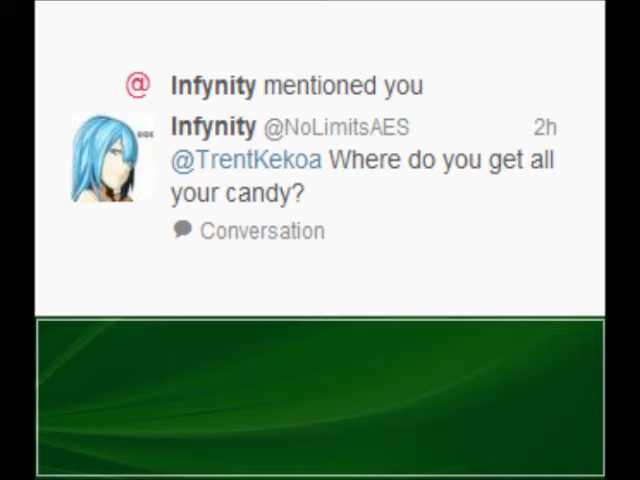 @ Infynity mentioned you
Infynity @NoLimitsAES 2h
@TrentKekoa Where do you get all
your candy?
Conversation